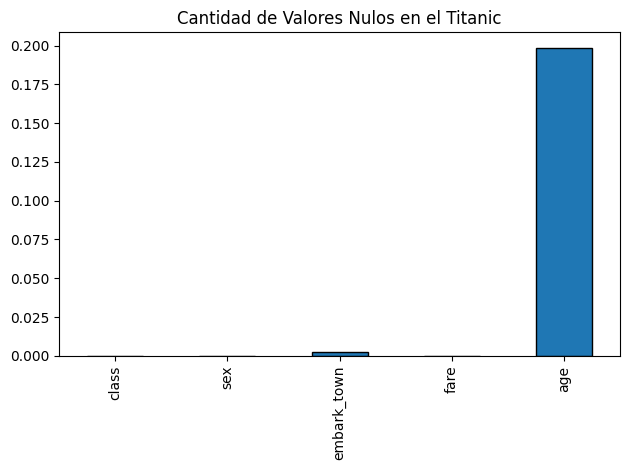 Cantidad de Valores Nulos en el Titanic
0.200
0.175
0.150
0.125
0.100
0.075
0.050
0.025
0.000
class
sex
embark_town
fare
age